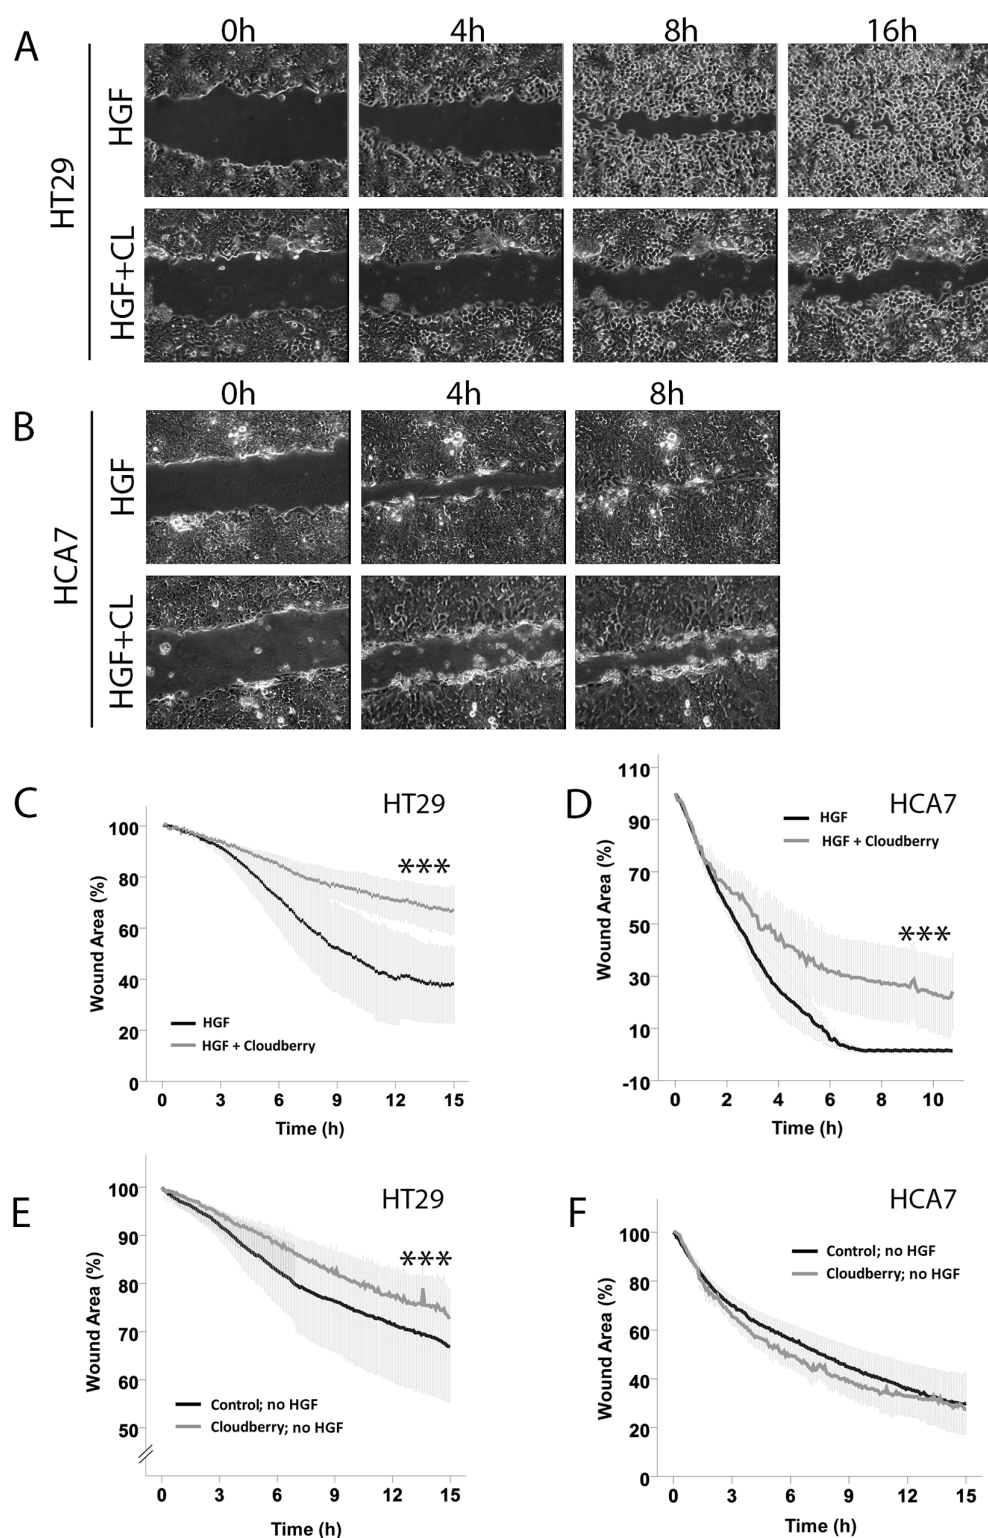 A
0h
4h
8h
16h
HT29
HGF
HGF+CL
B
0h
4h
8h
HCA7
HGF
HGF+CL
C
HT29
***
Wound Area (%)
100
80
60
40
20
0
HGF
HGF + Cloudberry
0 3 6 9 12 15
Time (h)
D
HCA7
***
Wound Area (%)
110
90
70
50
30
10
-10
HGF
HGF + Cloudberry
0 2 4 6 8 10
Time (h)
E
HT29
***
Wound Area (%)
100
90
80
70
60
50
Control; no HGF
Cloudberry; no HGF
0 3 6 9 12 15
Time (h)
F
HCA7
Wound Area (%)
100
80
60
40
20
0
Control; no HGF
Cloudberry; no HGF
0 3 6 9 12 15
Time (h)